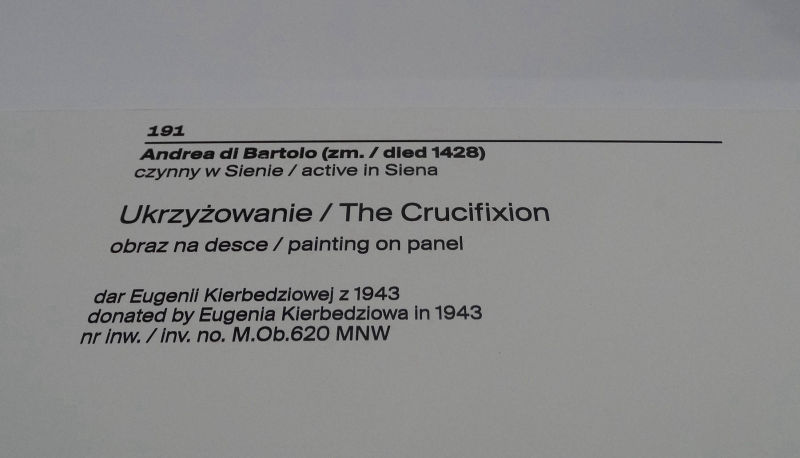 191
Andrea di Bartolo (zm. / died 1428)
czynny w Sienie / active in Siena
Ukrzyżowanie / The Crucifixion
obraz na desce / painting on panel
dar Eugenii Kierbedziowej z 1943
donated by Eugenia Kierbedziowa in 1943
nr inw. / inv. no. M.Ob.620 MNW